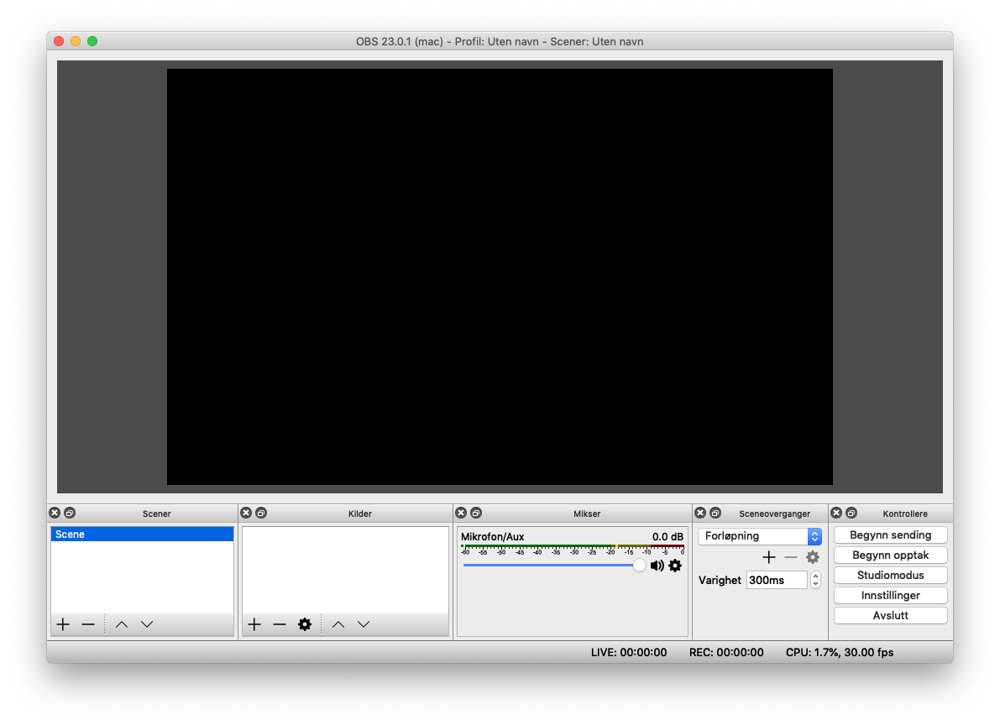 OBS 23.0.1 (mac) - Profil: Uten navn - Scener: Uten navn
Scener
Scene
Kilder
Mikser
Mikrofon/Aux 0.0 dB
-60 -55 -50 -45 -40 -35 -30 -25 -20 -15 -10 -5 0
Sceneoverganger
Forløpning
Varighet 300ms
Kontrollere
Begynn sending
Begynn opptak
Studiomodus
Innstillinger
Avslutt
LIVE: 00:00:00 REC: 00:00:00 CPU: 1.7%, 30.00 fps